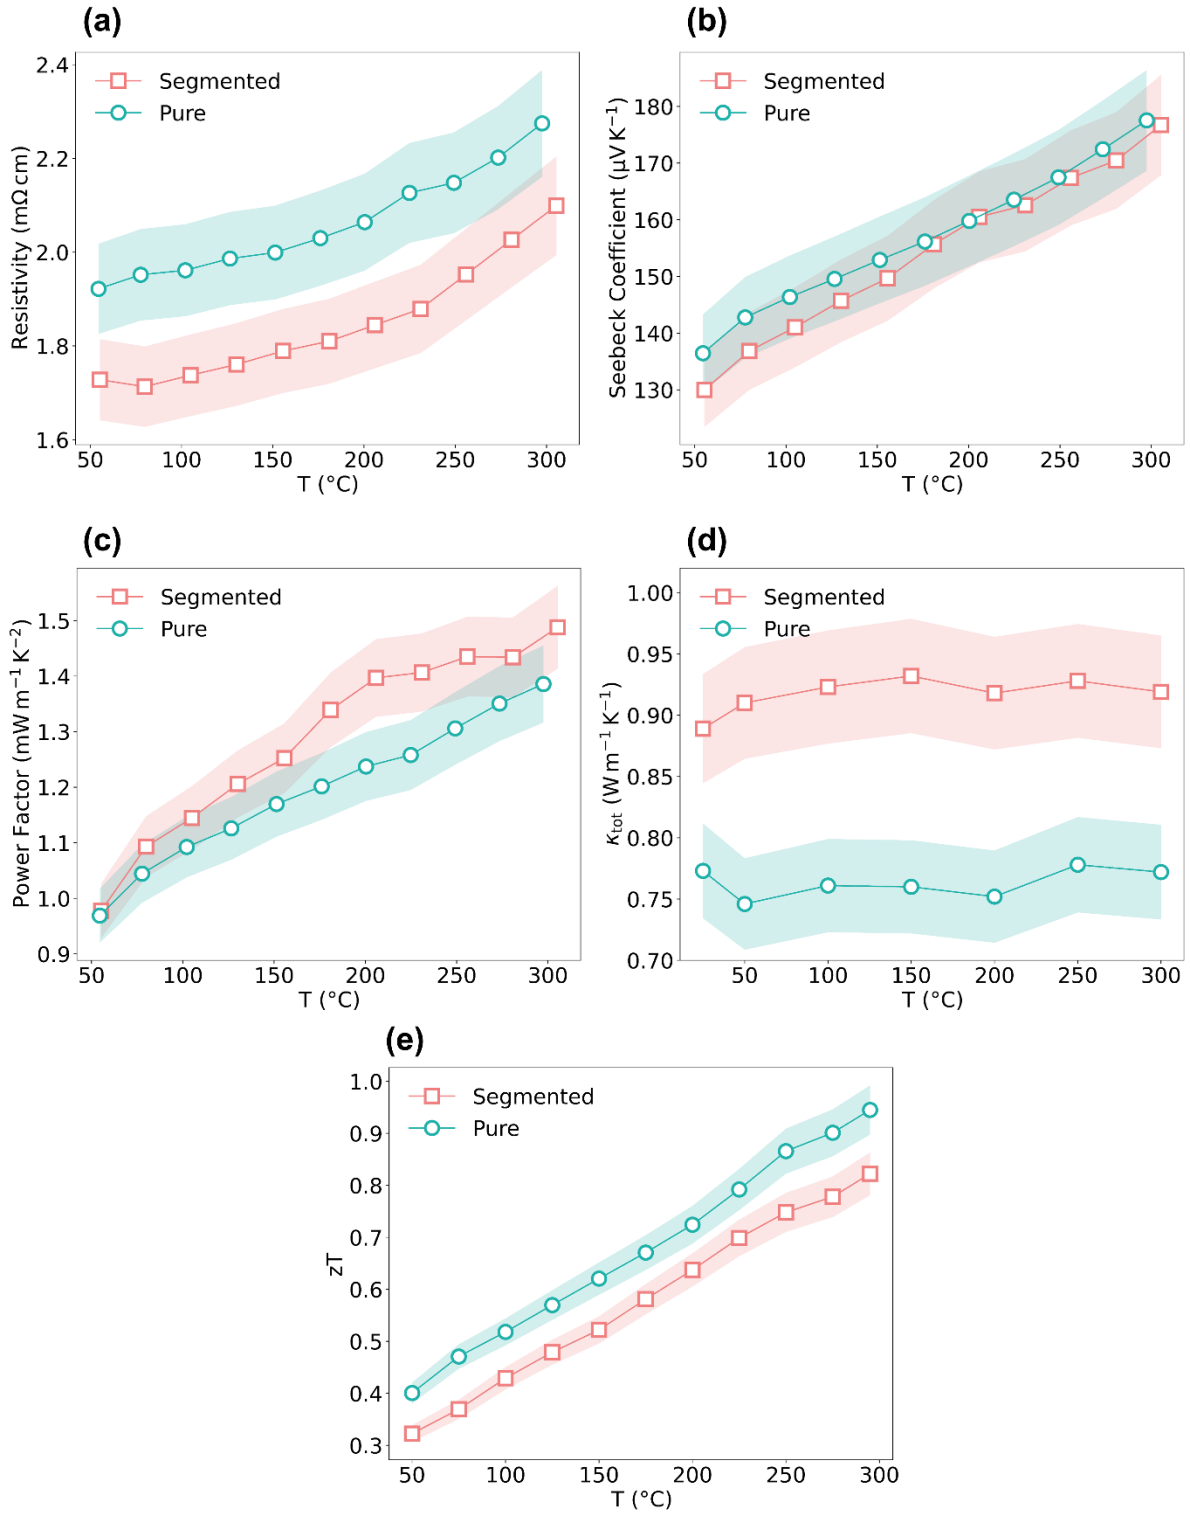 (a)
Segmented
Pure
2.4
2.2
2.0
1.8
1.6
Resistivity (mΩ cm)
50 100 150 200 250 300
T (°C)
(b)
Segmented
Pure
180
170
160
150
140
130
Seebeck Coefficient (μV K⁻¹)
50 100 150 200 250 300
T (°C)
(c)
Segmented
Pure
1.5
1.4
1.3
1.2
1.1
1.0
0.9
Power Factor (mW m⁻¹ K⁻²)
50 100 150 200 250 300
T (°C)
(d)
Segmented
Pure
1.00
0.95
0.90
0.85
0.80
0.75
0.70
κtot (W m⁻¹ K⁻¹)
50 100 150 200 250 300
T (°C)
(e)
Segmented
Pure
1.0
0.9
0.8
0.7
0.6
0.5
0.4
0.3
zT
50 100 150 200 250 300
T (°C)